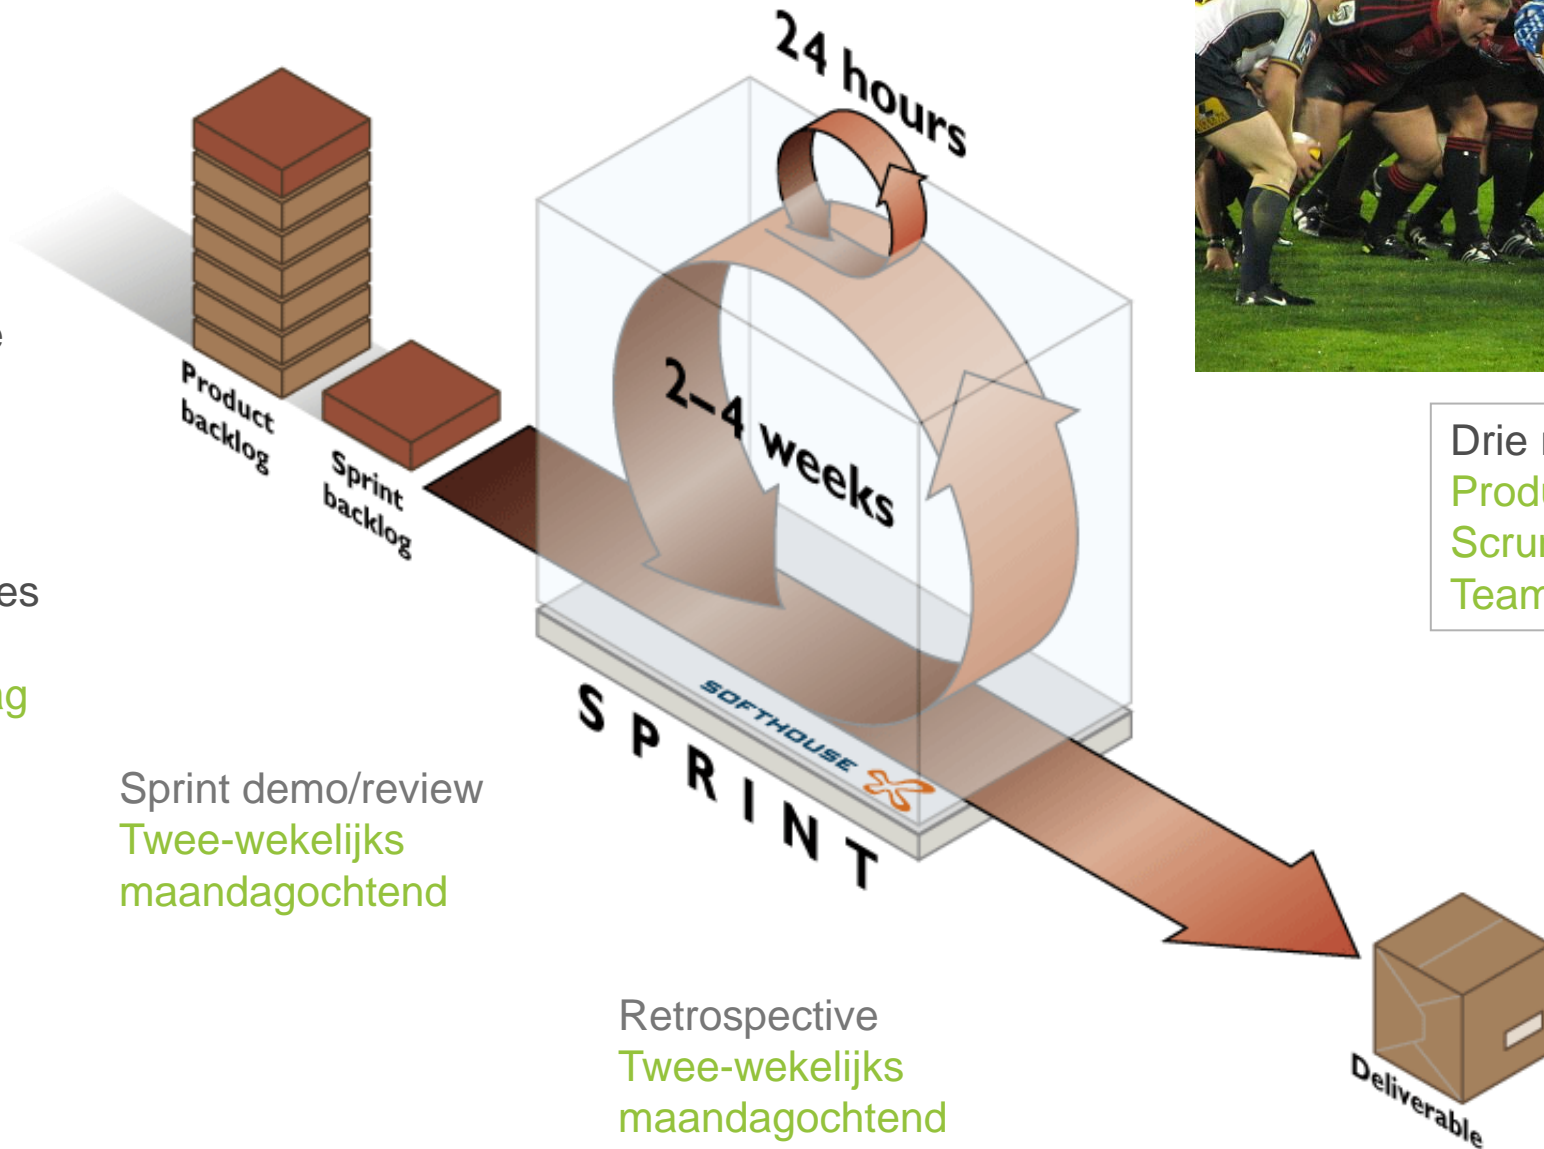 24 hours
2–4 weeks
Product
backlog
Sprint
backlog
SPRINT
SOFTHOUSE
Drie
Sprint demo/review
Twee-wekelijks
maandagochtend
Retrospective
Twee-wekelijks
maandagochtend
Deliverable